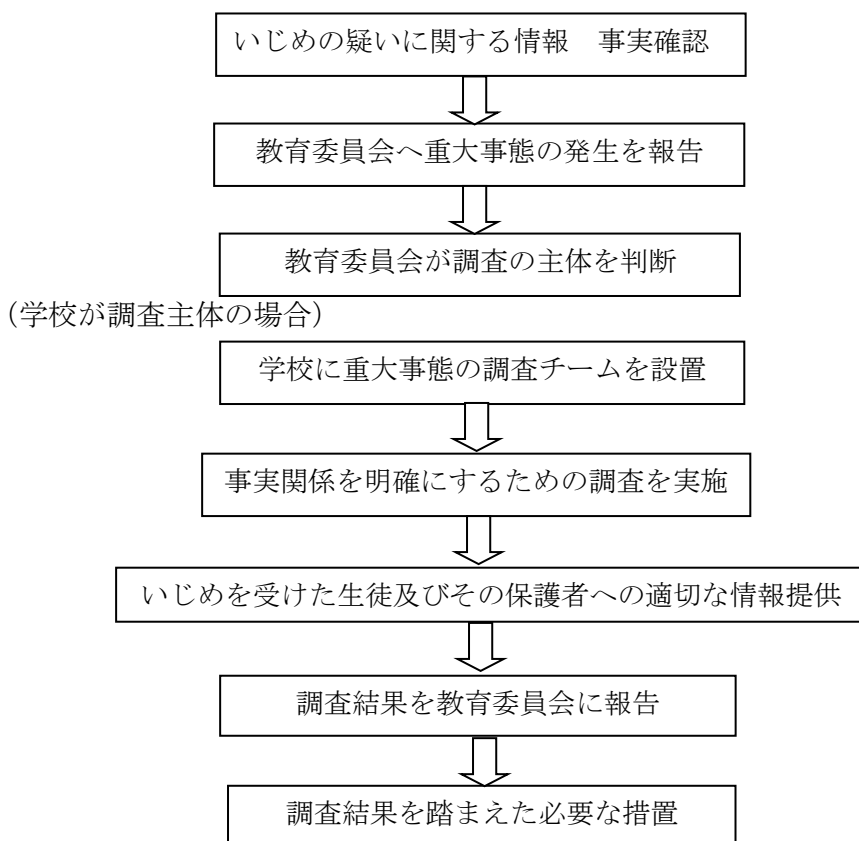 いじめの疑いに関する情報　事実確認
教育委員会へ重大事態の発生を報告
教育委員会が調査の主体を判断
（学校が調査主体の場合）
学校に重大事態の調査チームを設置
事実関係を明確にするための調査を実施
いじめを受けた生徒及びその保護者への適切な情報提供
調査結果を教育委員会に報告
調査結果を踏まえた必要な措置